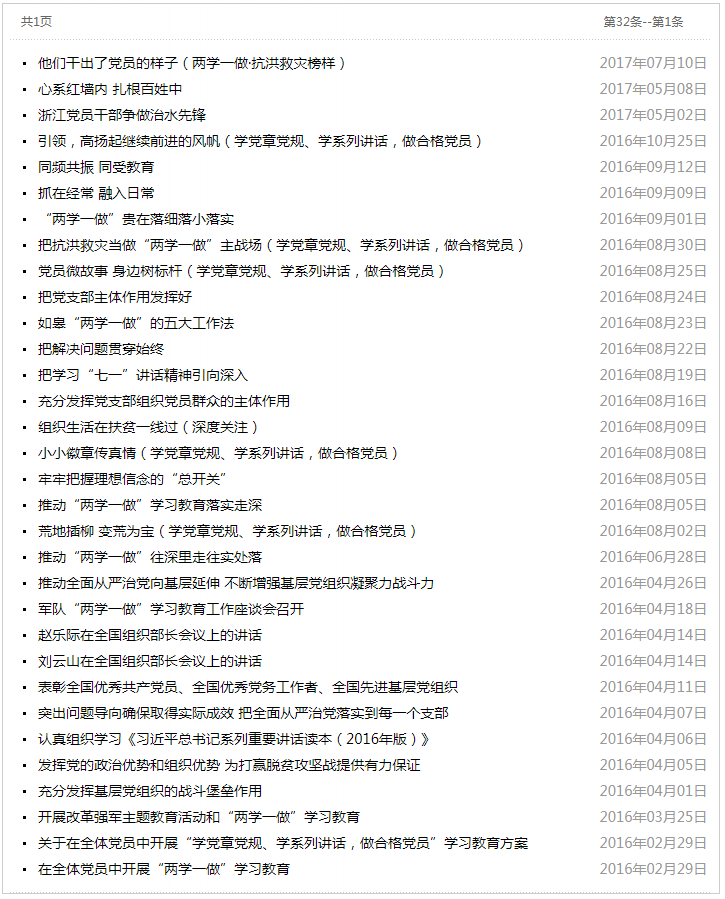 共1页 第32条--第1条
他们干出了党员的样子（两学一做·抗洪救灾榜样） 2017年07月10日
心系红墙内 扎根百姓中 2017年05月08日
浙江党员干部争做治水先锋 2017年05月02日
引领，高扬起继续前进的风帆（学党章党规、学系列讲话，做合格党员） 2016年10月25日
同频共振 同受教育 2016年09月12日
抓在经常 融入日常 2016年09月09日
“两学一做”贵在落细落小落实 2016年09月01日
把抗洪救灾当做“两学一做”主战场（学党章党规、学系列讲话，做合格党员） 2016年08月30日
党员微故事 身边树标杆（学党章党规、学系列讲话，做合格党员） 2016年08月25日
把党支部主体作用发挥好 2016年08月24日
如皋“两学一做”的五大工作法 2016年08月23日
把解决问题贯穿始终 2016年08月22日
把学习“七一”讲话精神引向深入 2016年08月19日
充分发挥党支部组织党员群众的主体作用 2016年08月16日
组织生活在扶贫一线过（深度关注） 2016年08月09日
小小徽章传真情（学党章党规、学系列讲话，做合格党员） 2016年08月08日
牢牢把握理想信念的“总开关” 2016年08月05日
推动“两学一做”学习教育落实走深 2016年08月05日
荒地插柳 变荒为宝（学党章党规、学系列讲话，做合格党员） 2016年08月02日
推动“两学一做”往深里走往实处落 2016年06月28日
推动全面从严治党向基层延伸 不断增强基层党组织凝聚力战斗力 2016年04月26日
军队“两学一做”学习教育工作座谈会召开 2016年04月18日
赵乐际在全国组织部长会议上的讲话 2016年04月14日
刘云山在全国组织部长会议上的讲话 2016年04月14日
表彰全国优秀共产党员、全国优秀党务工作者、全国先进基层党组织 2016年04月11日
突出问题导向确保取得实际成效 把全面从严治党落实到每一个支部 2016年04月07日
认真组织学习《习近平总书记系列重要讲话读本（2016年版）》 2016年04月06日
发挥党的政治优势和组织优势 为打赢脱贫攻坚战提供有力保证 2016年04月05日
充分发挥基层党组织的战斗堡垒作用 2016年04月01日
开展改革强军主题教育活动和“两学一做”学习教育 2016年03月25日
关于在全体党员中开展“学党章党规、学系列讲话，做合格党员”学习教育方案 2016年02月29日
在全体党员中开展“两学一做”学习教育 2016年02月29日